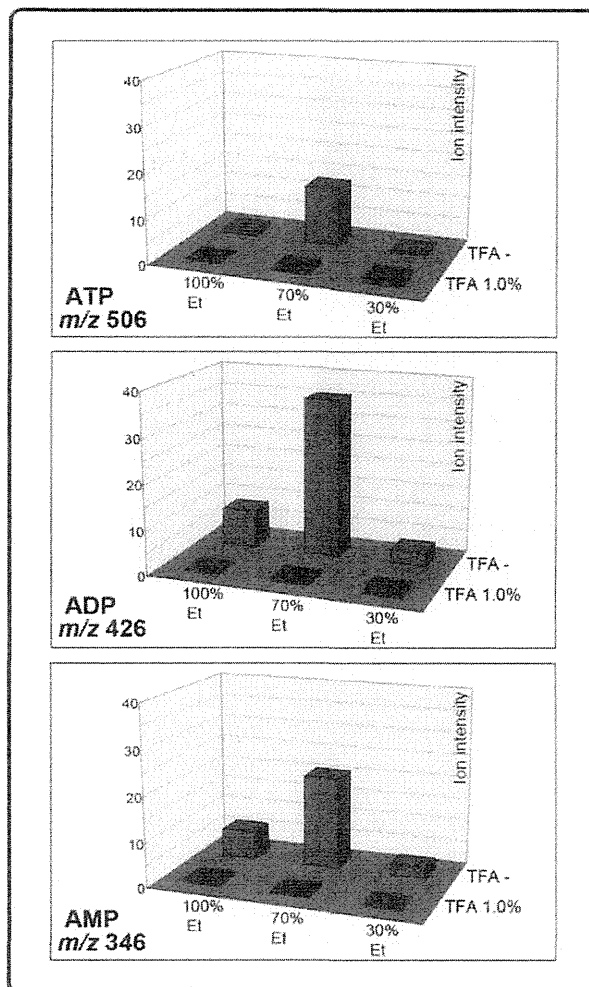 40
30
20
10
0
Ion intensity
TFA -
TFA 1.0%
100% Et
70% Et
30% Et
ATP
m/z 506
40
30
20
10
0
Ion intensity
TFA -
TFA 1.0%
100% Et
70% Et
30% Et
ADP
m/z 426
40
30
20
10
0
Ion intensity
TFA -
TFA 1.0%
100% Et
70% Et
30% Et
AMP
m/z 346